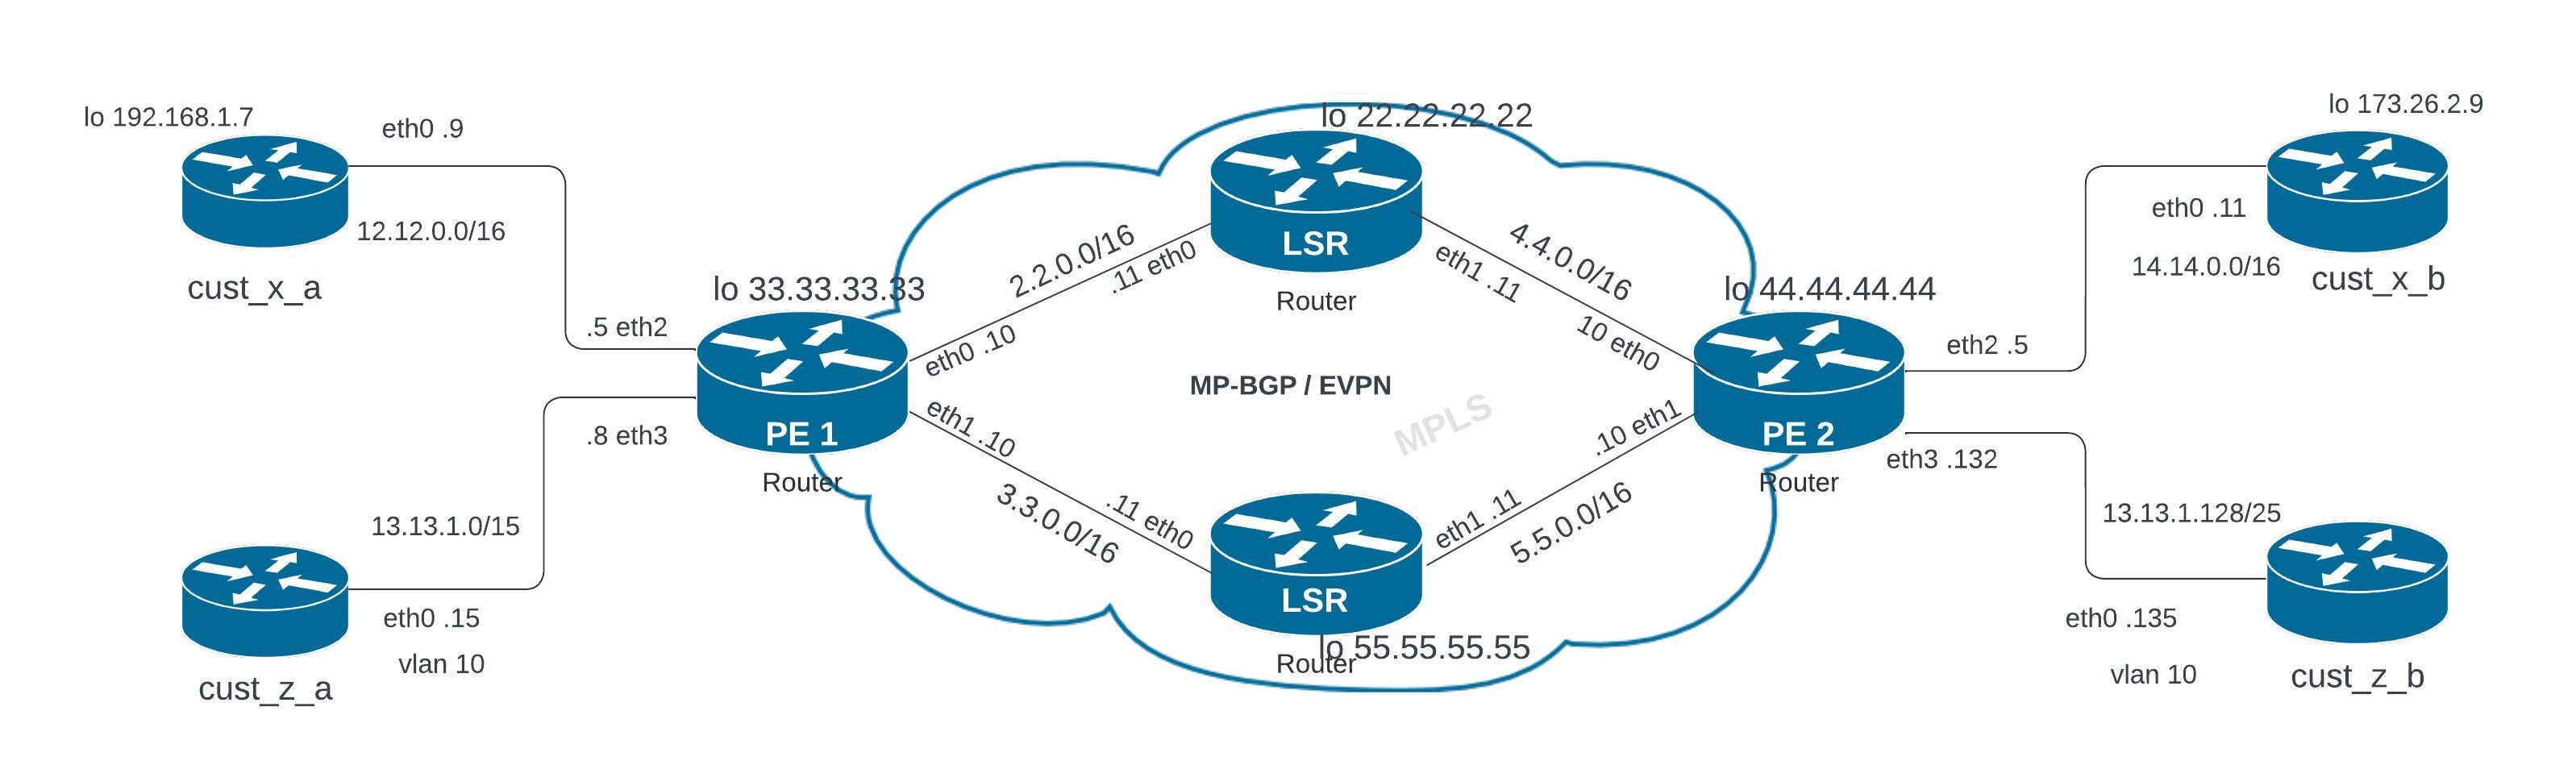 lo 192.168.1.7
eth0 .9
12.12.0.0/16
cust_x_a
.5 eth2
lo 33.33.33.33
PE 1
Router
.8 eth3
13.13.1.0/15
eth0 .15
vlan 10
cust_z_a
lo 22.22.22.22
LSR
Router
2.2.0.0/16
.11 eth0
eth0 .10
4.4.0.0/16
eth1 .11
10 eth0
MP-BGP / EVPN
MPLS
eth1 .10
.11 eth0
3.3.0.0/16
.10 eth1
eth1 .11
5.5.0.0/16
LSR
lo 55.55.55.55
Router
lo 44.44.44.44
PE 2
Router
eth2 .5
eth3 .132
lo 173.26.2.9
eth0 .11
14.14.0.0/16
cust_x_b
13.13.1.128/25
eth0 .135
vlan 10
cust_z_b